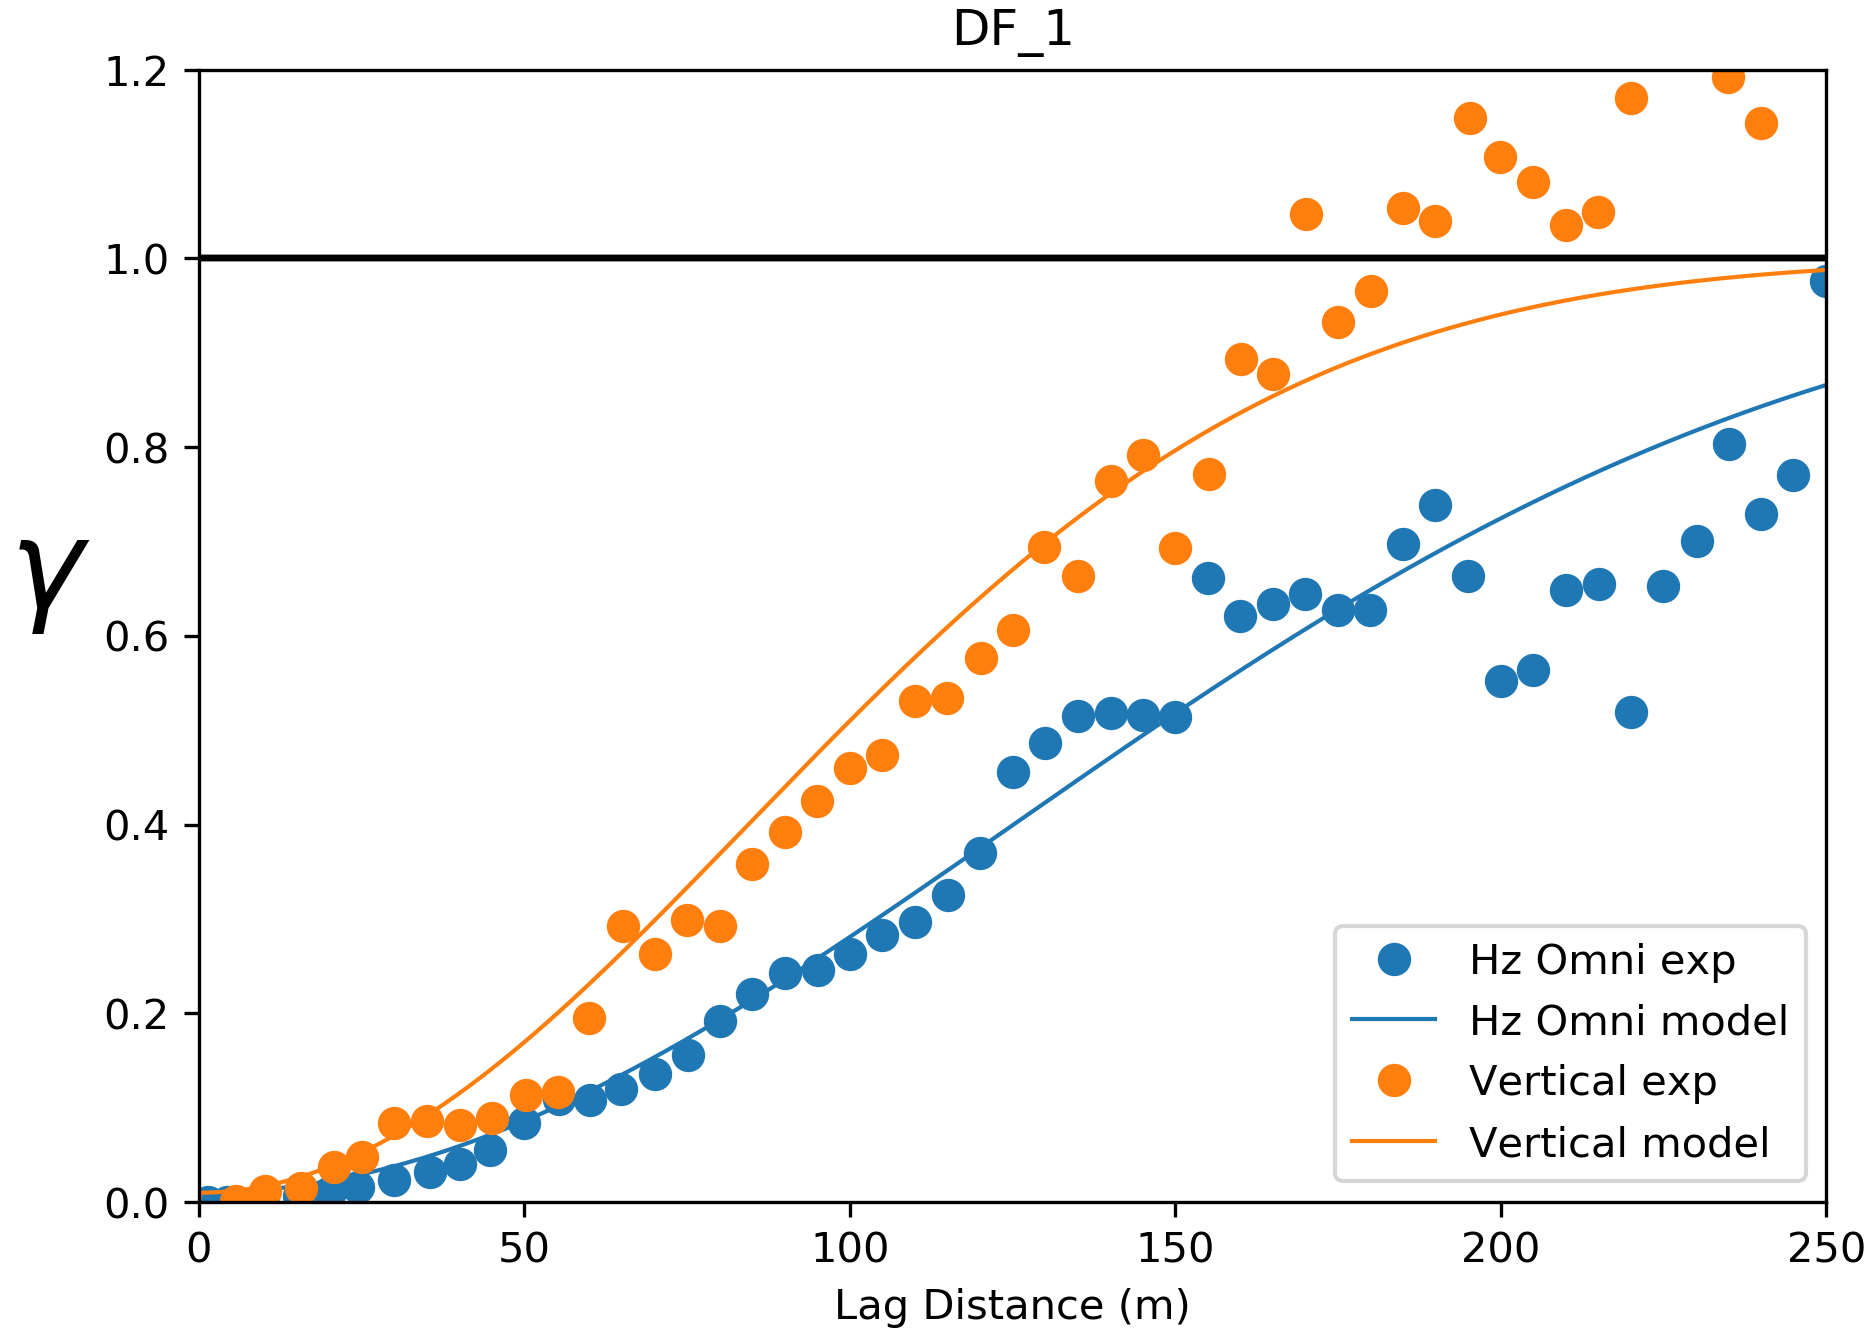 DF_1
1.2
1.0
0.8
0.6
0.4
0.2
0.0
γ
0 50 100 150 200 250
Lag Distance (m)
Hz Omni exp
Hz Omni model
Vertical exp
Vertical model